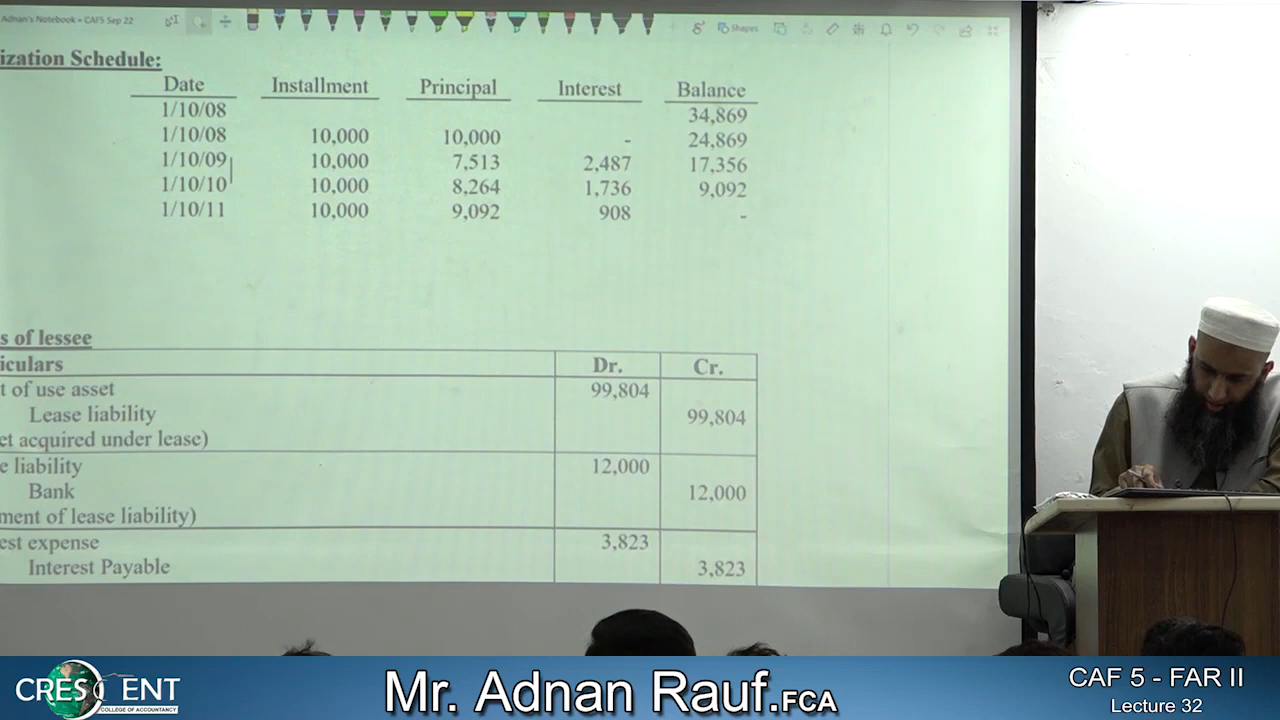 Adnan's Notebook » CAF5 Sep 22
Shapes
ization Schedule:
Date Installment Principal Interest Balance
1/10/08 34,869
1/10/08 10,000 10,000 - 24,869
1/10/09 10,000 7,513 2,487 17,356
1/10/10 10,000 8,264 1,736 9,092
1/10/11 10,000 9,092 908 -
s of lessee
iculars Dr. Cr.
t of use asset 99,804
Lease liability 99,804
et acquired under lease)
e liability 12,000
Bank 12,000
ment of lease liability)
est expense 3,823
Interest Payable 3,823
CRESCENT
COLLEGE OF ACCOUNTANCY
Mr. Adnan Rauf.FCA
CAF 5 - FAR II
Lecture 32